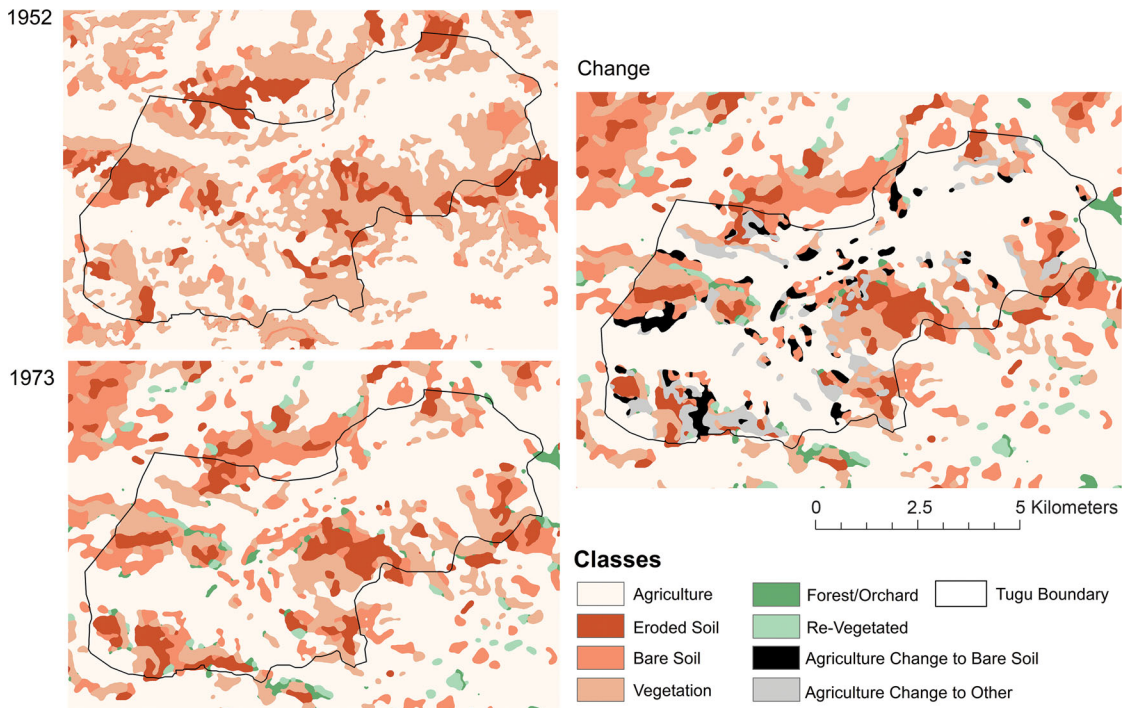 1952
1973
Change
0 2.5 5 Kilometers
Classes
Agriculture
Eroded Soil
Bare Soil
Vegetation
Forest/Orchard
Re-Vegetated
Agriculture Change to Bare Soil
Agriculture Change to Other
Tugu Boundary